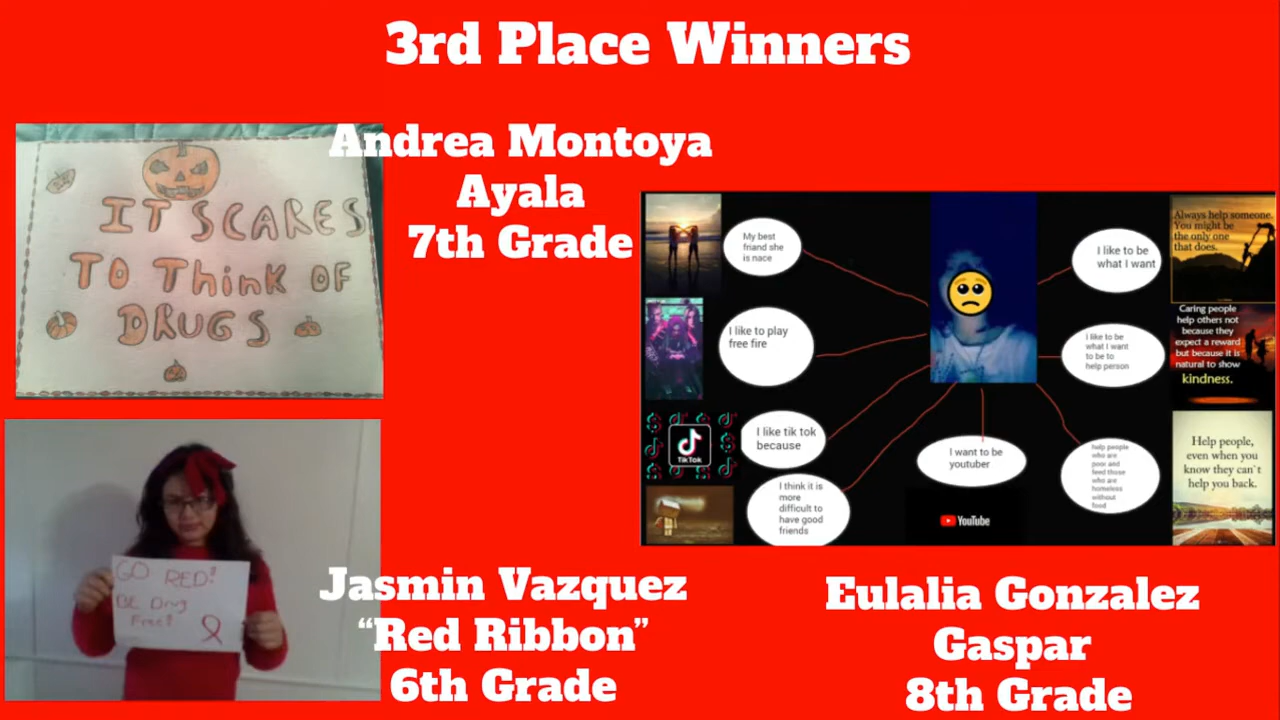 3rd Place Winners
Andrea Montoya
Ayala
7th Grade
IT SCARES
TO Think OF
DRUGS
My best
friand she
is nace
I like to play
free fire
I like tik tok
because
TikTok
I think it is
more
difficult to
have good
friends
I want to be
youtuber
YouTube
I like to be
what I want
I like to be
what I want
to be to
help person
help people
who are
poor and
feed those
who are
homeless
without
food
Always help someone.
You might be
the only one
that does.
Caring people
help others not
because they
expect a reward
but because it is
natural to show
kindness.
Help people,
even when you
know they can't
help you back.
GO RED!
BE Drug
Free!
Jasmin Vazquez
“Red Ribbon”
6th Grade
Eulalia Gonzalez
Gaspar
8th Grade